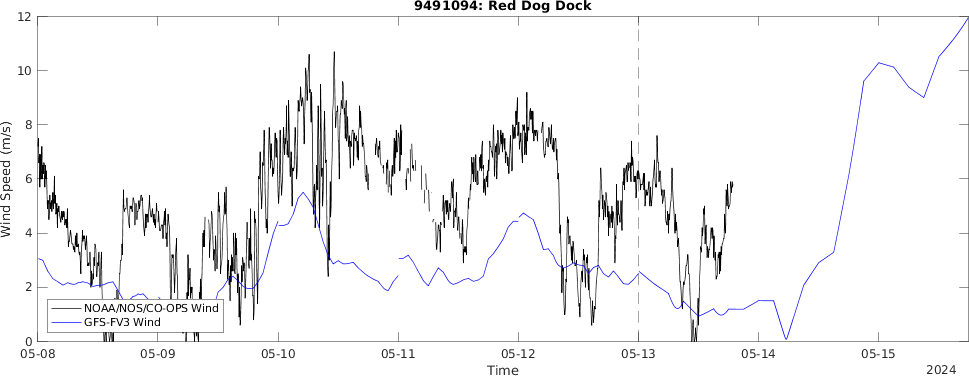 9491094: Red Dog Dock
Wind Speed (m/s)
12
10
8
6
4
2
0
NOAA/NOS/CO-OPS Wind
GFS-FV3 Wind
05-08 05-09 05-10 05-11 05-12 05-13 05-14 05-15
Time
2024